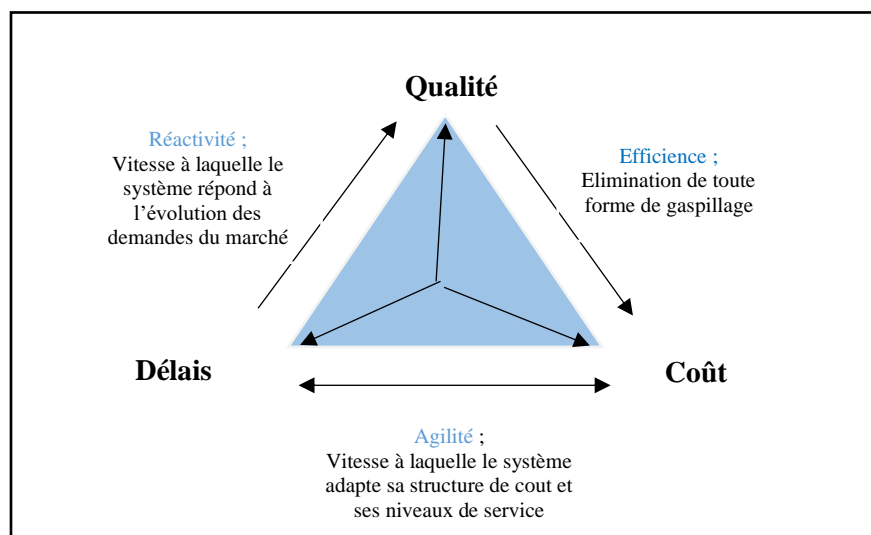 Qualité
Réactivité ;
Vitesse à laquelle le
système répond à
l’évolution des
demandes du marché
Efficience ;
Elimination de toute
forme de gaspillage
Délais
Coût
Agilité ;
Vitesse à laquelle le système
adapte sa structure de cout et
ses niveaux de service